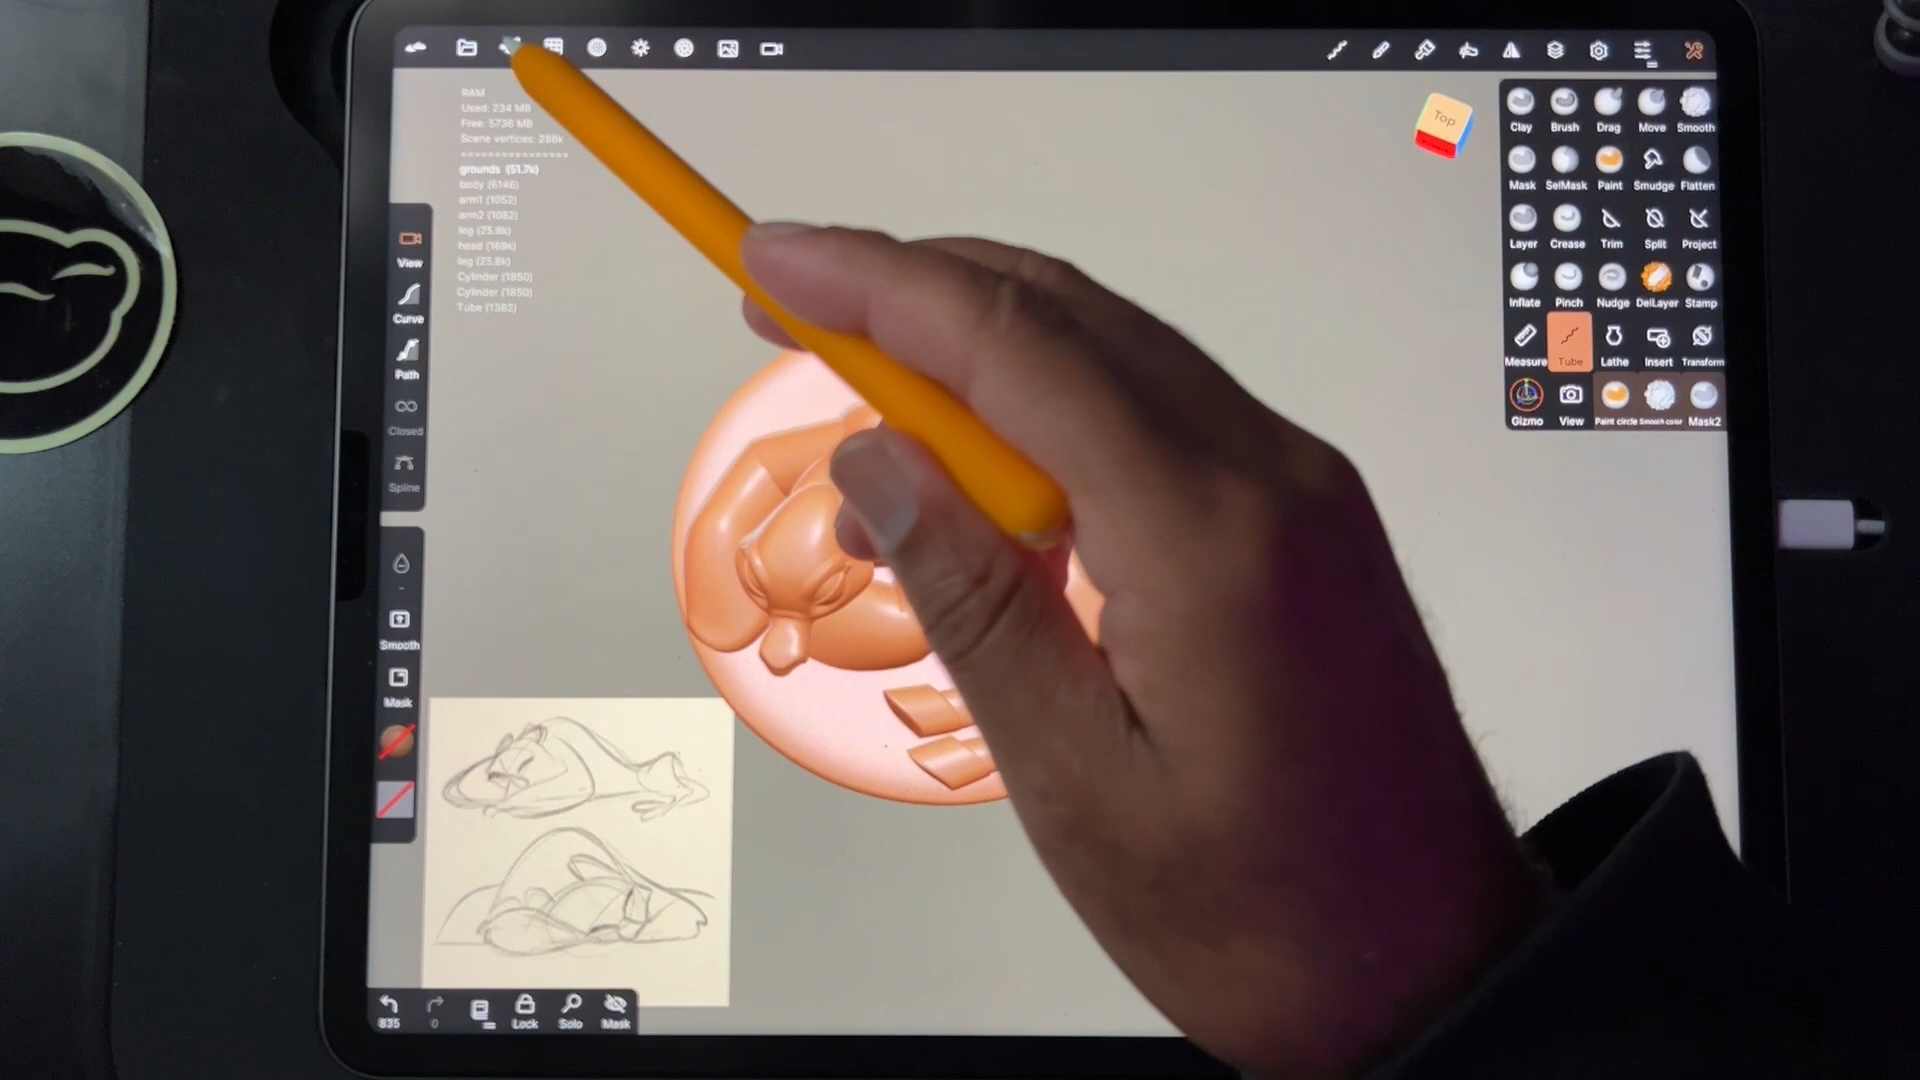 RAM
Used: 234 MB
Free: 5736 MB
Scene vertices: 286k
================
grounds (51.7k)
body (6146)
arm1 (1052)
arm2 (1082)
leg (25.8k)
head (169k)
leg (25.8k)
Cylinder (1850)
Cylinder (1850)
Tube (1382)
View
Curve
Path
Closed
Spline
Smooth
Mask
Top
Clay Brush Drag Move Smooth
Mask SelMask Paint Smudge Flatten
Layer Crease Trim Split Project
Inflate Pinch Nudge DelLayer Stamp
Measure Tube Lathe Insert Transform
Gizmo View Paint circle Smooth color Mask2
835 0 Lock Solo Mask